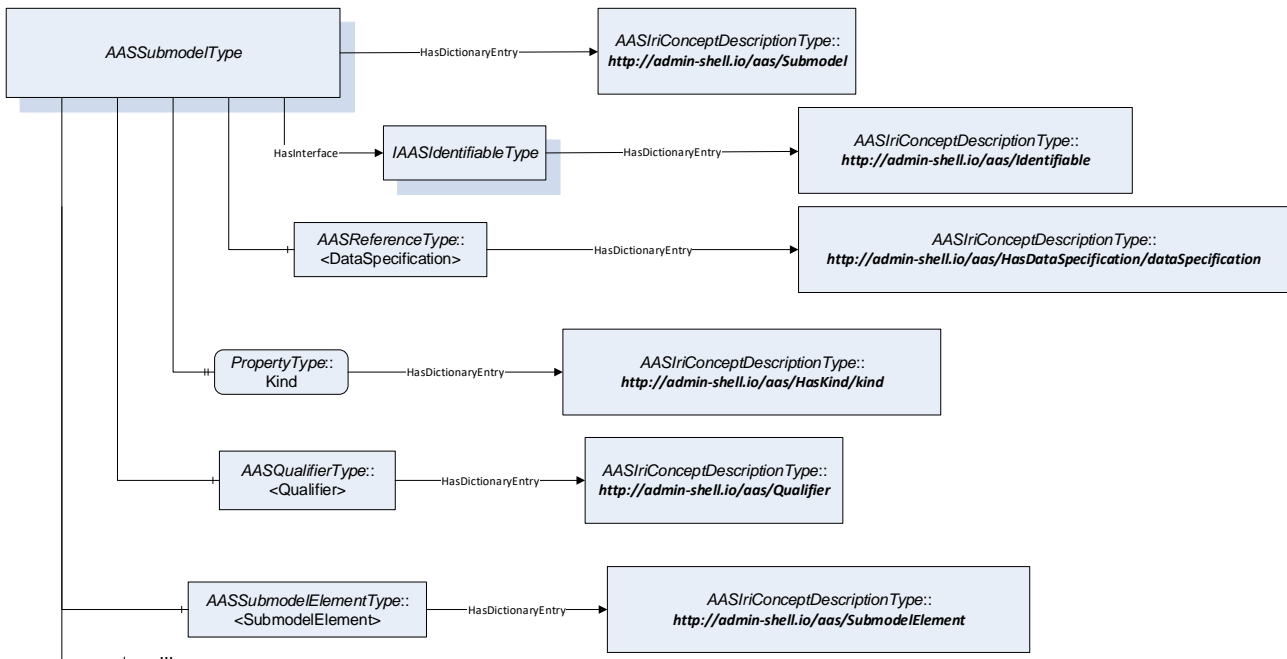 AASSubmodelType
HasDictionaryEntry
AASIriConceptDescriptionType::
http://admin-shell.io/aas/Submodel
HasInterface
IAASIdentifiableType
HasDictionaryEntry
AASIriConceptDescriptionType::
http://admin-shell.io/aas/Identifiable
AASReferenceType::
<DataSpecification>
HasDictionaryEntry
AASIriConceptDescriptionType::
http://admin-shell.io/aas/HasDataSpecification/dataSpecification
PropertyType::
Kind
HasDictionaryEntry
AASIriConceptDescriptionType::
http://admin-shell.io/aas/HasKind/kind
AASQualifierType::
<Qualifier>
HasDictionaryEntry
AASIriConceptDescriptionType::
http://admin-shell.io/aas/Qualifier
AASSubmodelElementType::
<SubmodelElement>
HasDictionaryEntry
AASIriConceptDescriptionType::
http://admin-shell.io/aas/SubmodelElement